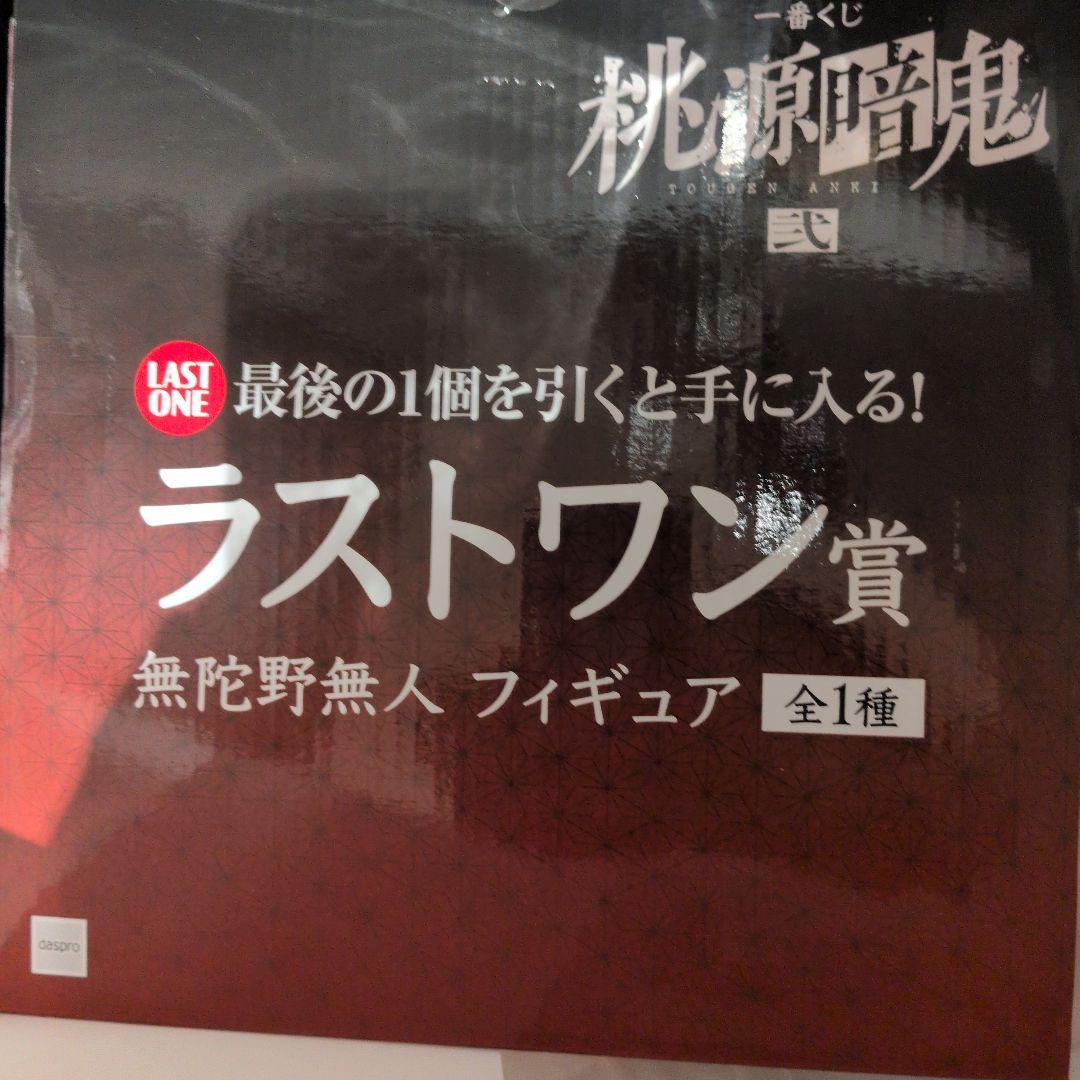 一番くじ
桃源暗鬼
TOUGEN ANKI
弐
LAST ONE 最後の1個を引くと手に入る!
ラストワン賞
無陀野無人 フィギュア 全1種
daspro